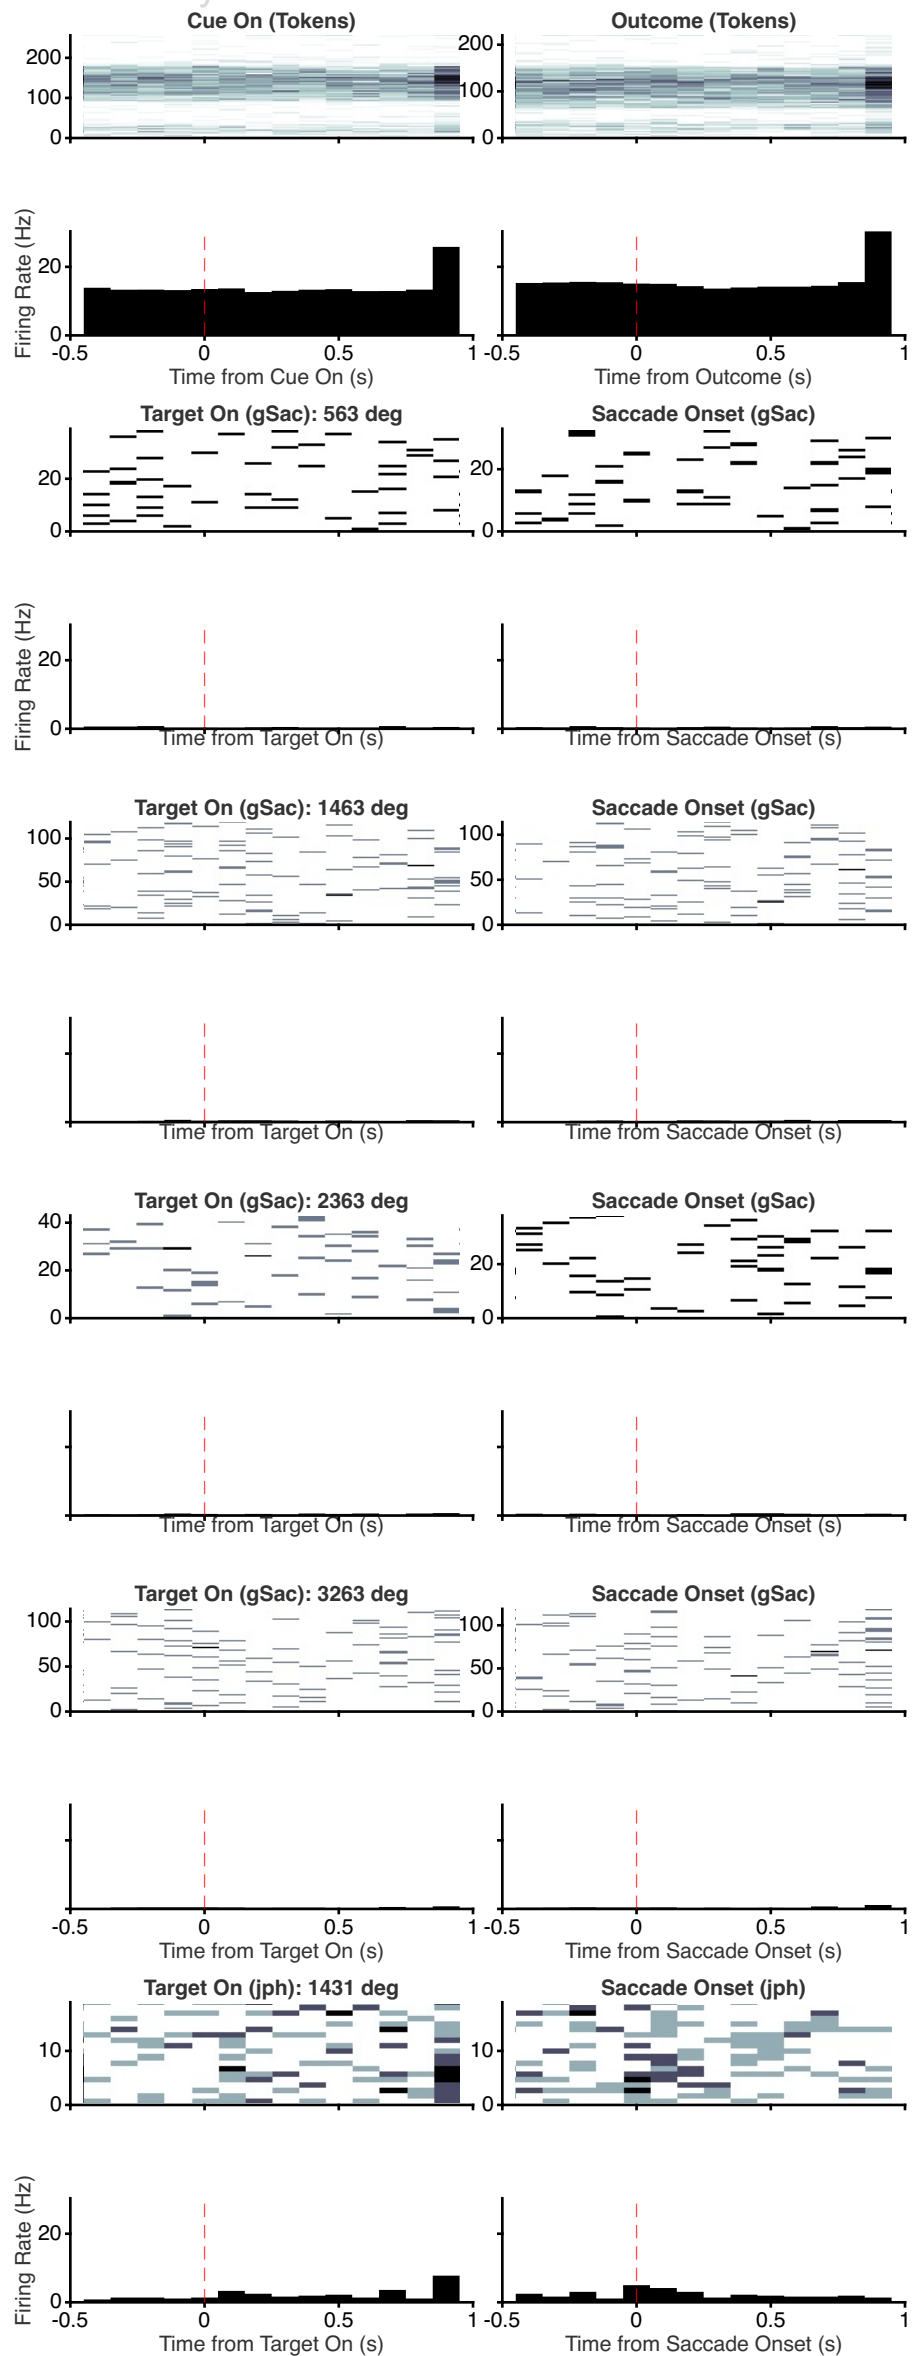 Cue On (Tokens) Outcome (Tokens)
200 200
100 100
0 0
Firing Rate (Hz)
20
0
-0.5 0 0.5 1 -0.5 0 0.5 1
Time from Cue On (s) Time from Outcome (s)
Target On (gSac): 563 deg Saccade Onset (gSac)
20 20
0 0
Firing Rate (Hz)
20
0
Time from Target On (s) Time from Saccade Onset (s)
Target On (gSac): 1463 deg Saccade Onset (gSac)
100 100
50 50
0 0
Time from Target On (s) Time from Saccade Onset (s)
Target On (gSac): 2363 deg Saccade Onset (gSac)
40
20 20
0 0
Time from Target On (s) Time from Saccade Onset (s)
Target On (gSac): 3263 deg Saccade Onset (gSac)
100 100
50 50
0 0
-0.5 0 0.5 1 -0.5 0 0.5 1
Time from Target On (s) Time from Saccade Onset (s)
Target On (jph): 1431 deg Saccade Onset (jph)
10 10
0 0
Firing Rate (Hz)
20
0
-0.5 0 0.5 1 -0.5 0 0.5 1
Time from Target On (s) Time from Saccade Onset (s)